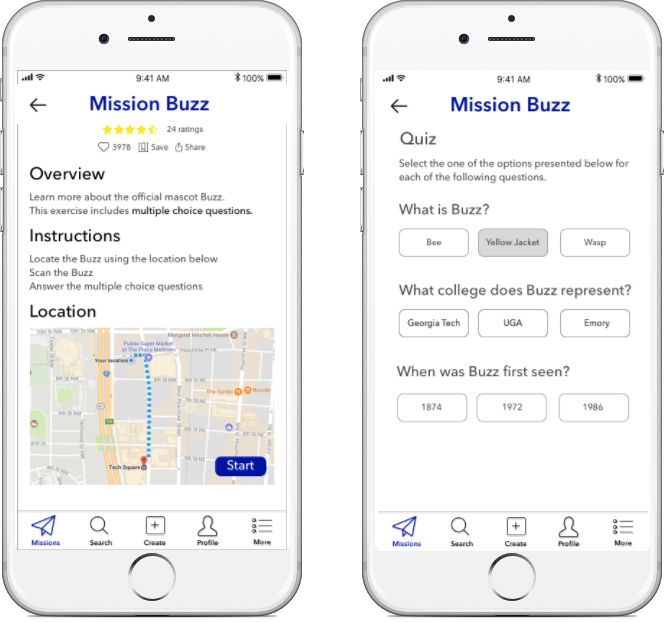 9:41 AM
100%
Mission Buzz
24 ratings
3978 Save Share
Overview
Learn more about the official mascot Buzz.
This exercise includes multiple choice questions.
Instructions
Locate the Buzz using the location below
Scan the Buzz
Answer the multiple choice questions
Location
Margaret Mitchell House
Publix Super Market
at The Plaza Midtown
Your location
Tech Square
Start
Missions Search Create Profile More
9:41 AM
100%
Mission Buzz
Quiz
Select the one of the options presented below for
each of the following questions.
What is Buzz?
Bee Yellow Jacket Wasp
What college does Buzz represent?
Georgia Tech UGA Emory
When was Buzz first seen?
1874 1972 1986
Missions Search Create Profile More